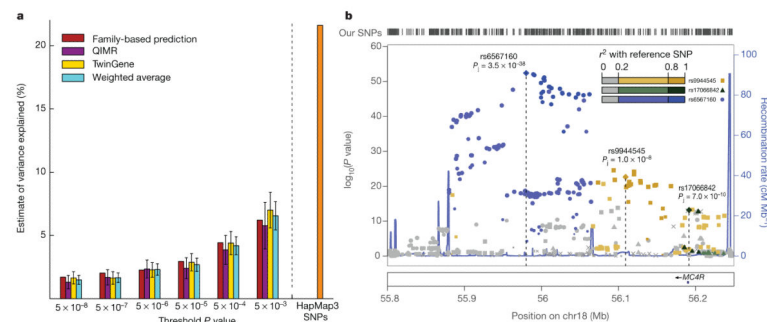 a
20
15
10
5
Estimate of variance explained (%)
Family-based prediction
QIMR
TwinGene
Weighted average
5 × 10⁻⁸
5 × 10⁻⁷
5 × 10⁻⁶
5 × 10⁻⁵
5 × 10⁻⁴
5 × 10⁻³
HapMap3
SNPs
Threshold P value
b
Our SNPs
60
50
40
30
20
10
0
log₁₀(P value)
rs6567160
Pⱼ = 3.5 × 10⁻³⁸
r² with reference SNP
0 0.2 0.8 1
rs9944545
rs17066842
rs6567160
rs9944545
Pⱼ = 1.0 × 10⁻⁸
rs17066842
Pⱼ = 7.0 × 10⁻¹⁰
100
80
60
40
20
0
Recombination rate (cM Mb⁻¹)
MC4R
55.8
55.9
56
56.1
56.2
Position on chr18 (Mb)